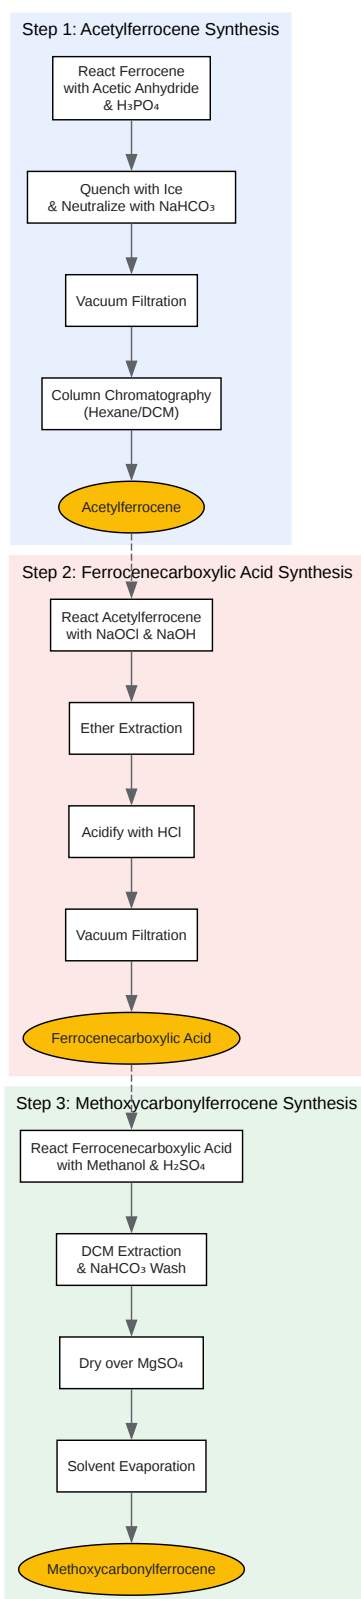 Step 1: Acetylferrocene Synthesis
React Ferrocene
with Acetic Anhydride
& H₃PO₄
Quench with Ice
& Neutralize with NaHCO₃
Vacuum Filtration
Column Chromatography
(Hexane/DCM)
Acetylferrocene
Step 2: Ferrocenecarboxylic Acid Synthesis
React Acetylferrocene
with NaOCl & NaOH
Ether Extraction
Acidify with HCl
Vacuum Filtration
Ferrocenecarboxylic Acid
Step 3: Methoxycarbonylferrocene Synthesis
React Ferrocenecarboxylic Acid
with Methanol & H₂SO₄
DCM Extraction
& NaHCO₃ Wash
Dry over MgSO₄
Solvent Evaporation
Methoxycarbonylferrocene